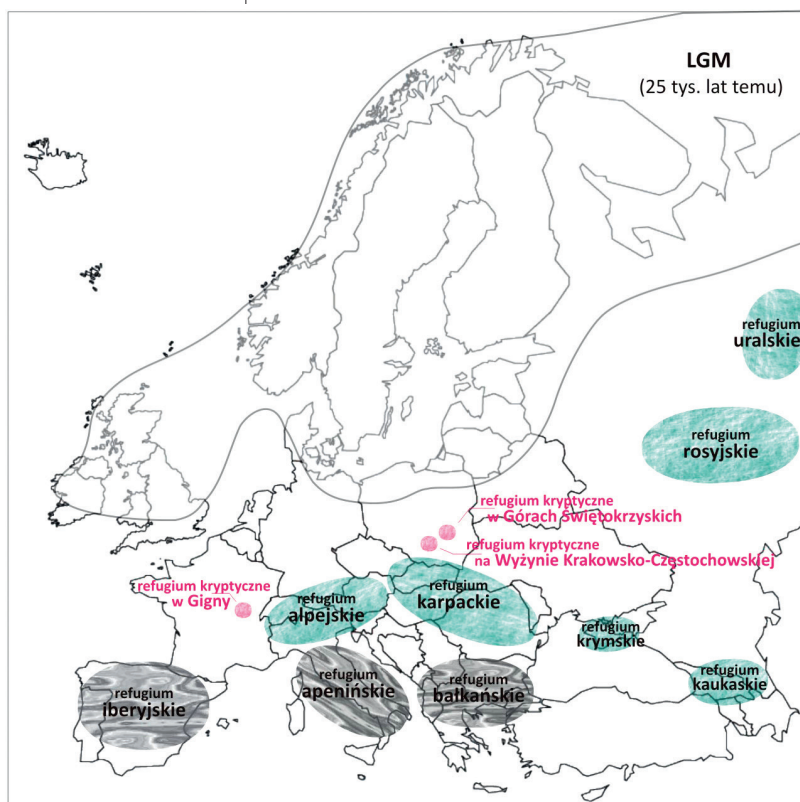 LGM
(25 tys. lat temu)
refugium
uralskie
refugium
rosyjskie
refugium kryptyczne
w Górach Świętokrzyskich
refugium kryptyczne
na Wyżynie Krakowsko-Częstochowskiej
refugium kryptyczne
w Gigny
refugium
alpejskie
refugium
karpackie
refugium
krymskie
refugium
iberyjskie
refugium
apenińskie
refugium
bałkańskie
refugium
kaukaskie